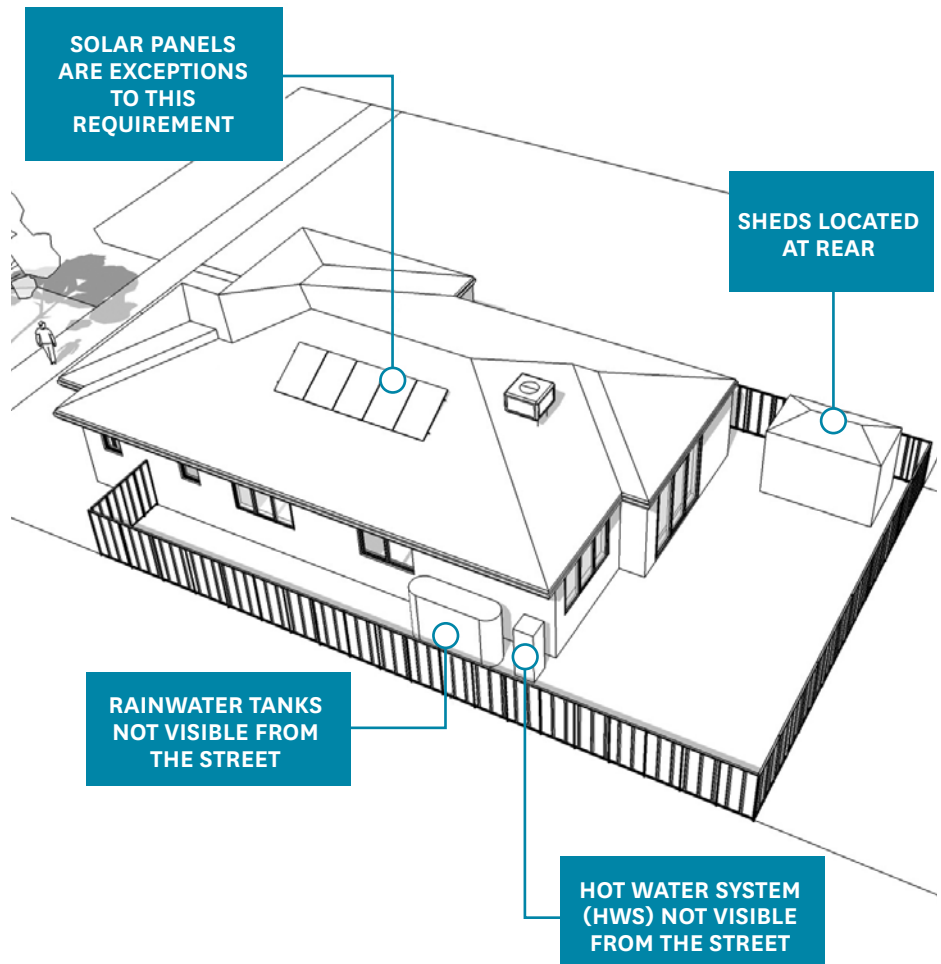 SOLAR PANELS
ARE EXCEPTIONS
TO THIS
REQUIREMENT
SHEDS LOCATED
AT REAR
RAINWATER TANKS
NOT VISIBLE FROM
THE STREET
HOT WATER SYSTEM
(HWS) NOT VISIBLE
FROM THE STREET